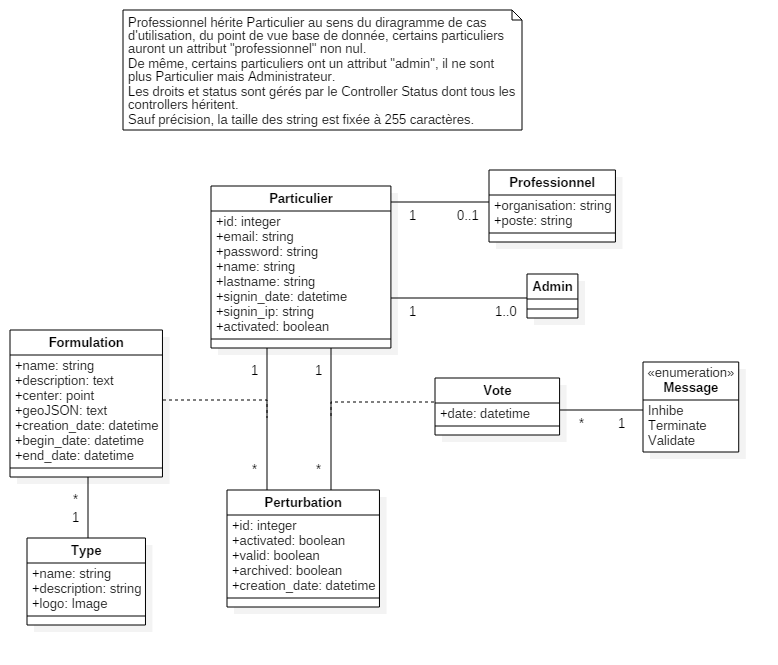 Professionnel hérite Particulier au sens du diragramme de cas
d'utilisation, du point de vue base de donnée, certains particuliers
auront un attribut "professionnel" non nul.
De même, certains particuliers ont un attribut "admin", il ne sont
plus Particulier mais Administrateur.
Les droits et status sont gérés par le Controller Status dont tous les
controllers héritent.
Sauf précision, la taille des string est fixée à 255 caractères.
Particulier
+id: integer
+email: string
+password: string
+name: string
+lastname: string
+signin_date: datetime
+signin_ip: string
+activated: boolean
1
0..1
Professionnel
+organisation: string
+poste: string
1
1..0
Admin
Formulation
+name: string
+description: text
+center: point
+geoJSON: text
+creation_date: datetime
+begin_date: datetime
+end_date: datetime
1
1
Vote
+date: datetime
*
1
«enumeration»
Message
Inhibe
Terminate
Validate
*
*
*
1
Type
+name: string
+description: string
+logo: Image
Perturbation
+id: integer
+activated: boolean
+valid: boolean
+archived: boolean
+creation_date: datetime